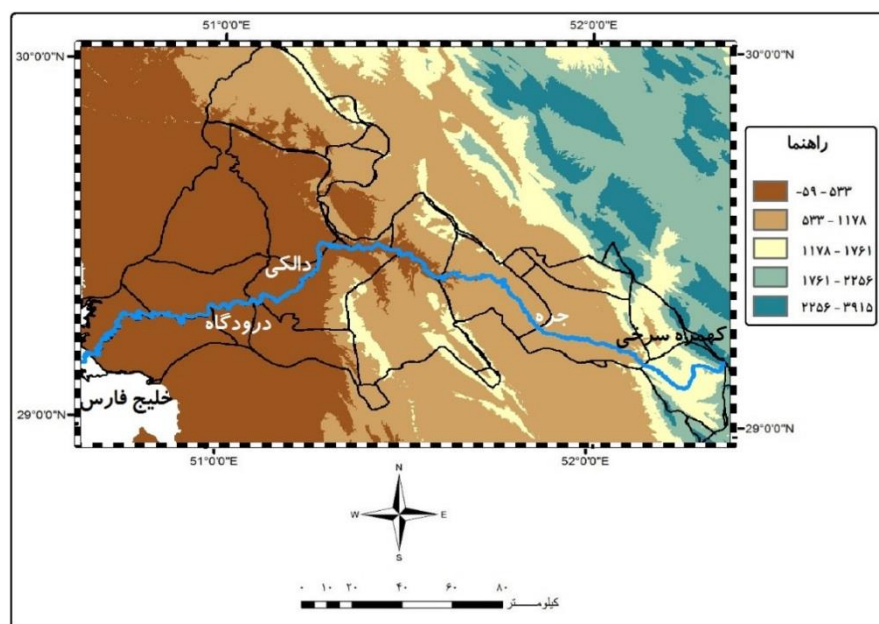 51°0'0"E
52°0'0"E
30°0'0"N
30°0'0"N
راهنما
-۵۹ - ۵۳۳
۵۳۳ - ۱۱۷۸
۱۱۷۸ - ۱۷۶۱
۱۷۶۱ - ۲۲۵۶
۲۲۵۶ - ۳۹۱۵
دالکی
درودگاه
جره
کهمره سرخی
خلیج فارس
29°0'0"N
29°0'0"N
51°0'0"E
52°0'0"E
N
W
E
S
۰ ۱۰ ۲۰ ۴۰ ۶۰ ۸۰
کیلومـــتر